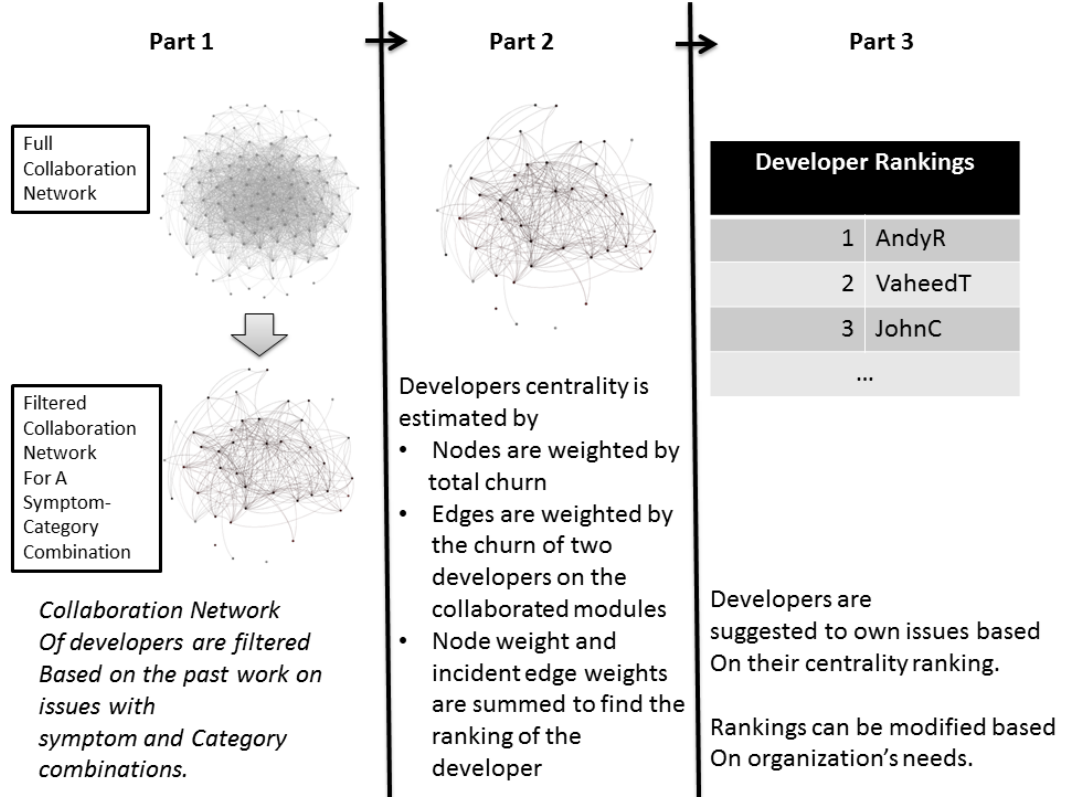 Part 1
Full
Collaboration
Network
Filtered
Collaboration
Network
For A
Symptom-
Category
Combination
Collaboration Network
Of developers are filtered
Based on the past work on
issues with
symptom and Category
combinations.
Part 2
Developers centrality is
estimated by
• Nodes are weighted by
total churn
• Edges are weighted by
the churn of two
developers on the
collaborated modules
• Node weight and
incident edge weights
are summed to find the
ranking of the
developer
Part 3
Developer Rankings
1 AndyR
2 VaheedT
3 JohnC
...
Developers are
suggested to own issues based
On their centrality ranking.
Rankings can be modified based
On organization's needs.